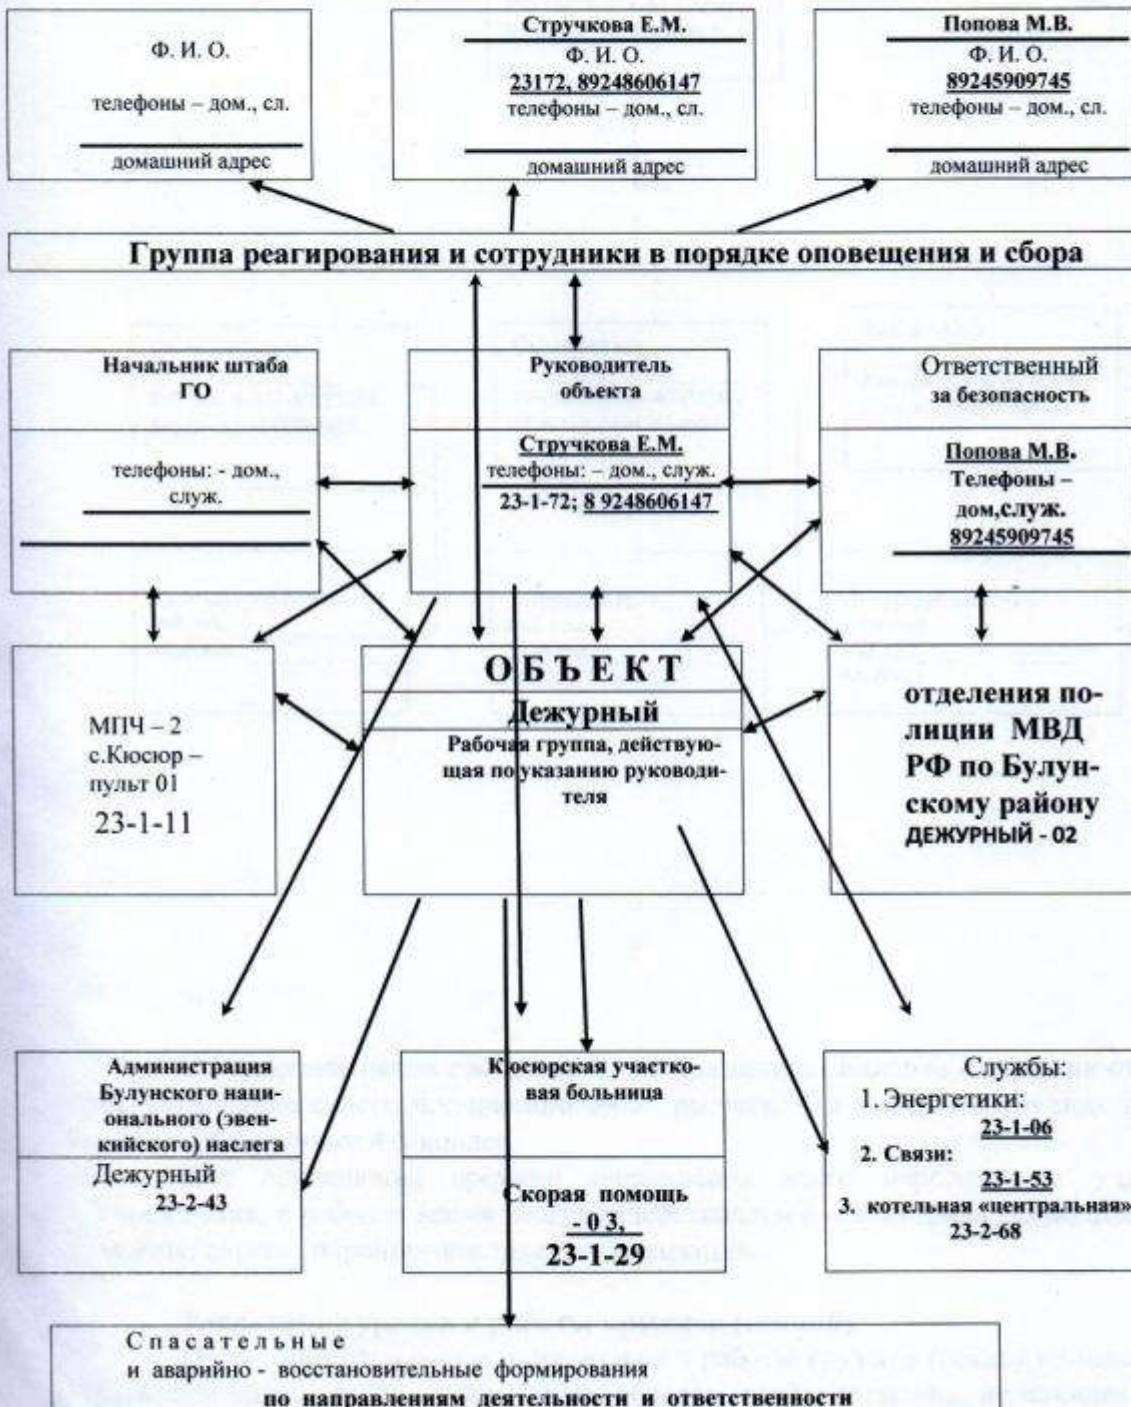 Ф. И. О.
телефоны – дом., сл.
домашний адрес
Стручкова Е.М.
Ф. И. О.
23172, 89248606147
телефоны – дом., сл.
домашний адрес
Попова М.В.
Ф. И. О.
89245909745
телефоны – дом., сл.
домашний адрес
Группа реагирования и сотрудники в порядке оповещения и сбора
Начальник штаба
ГО
телефоны: - дом.,
служ.
Руководитель
объекта
Стручкова Е.М.
телефоны: – дом., служ.
23-1-72; 8 9248606147
Ответственный
за безопасность
Попова М.В.
Телефоны –
дом,служ.
89245909745
МПЧ – 2
с.Кюсюр –
пульт 01
23-1-11
О Б Ъ Е К Т
Дежурный
Рабочая группа, действую-
щая по указанию руководи-
теля
отделения по-
лиции МВД
РФ по Булун-
скому району
ДЕЖУРНЫЙ - 02
Администрация
Булунского наци-
онального (эвен-
кийского) наслега
Дежурный
23-2-43
Кюсюрская участко-
вая больница
Скорая помощь
- 0 3,
23-1-29
Службы:
1. Энергетики:
23-1-06
2. Связи:
23-1-53
3. котельная «центральная»
23-2-68
С п а с а т е л ь н ы е
и аварийно - восстановительные формирования
по направлениям деятельности и ответственности